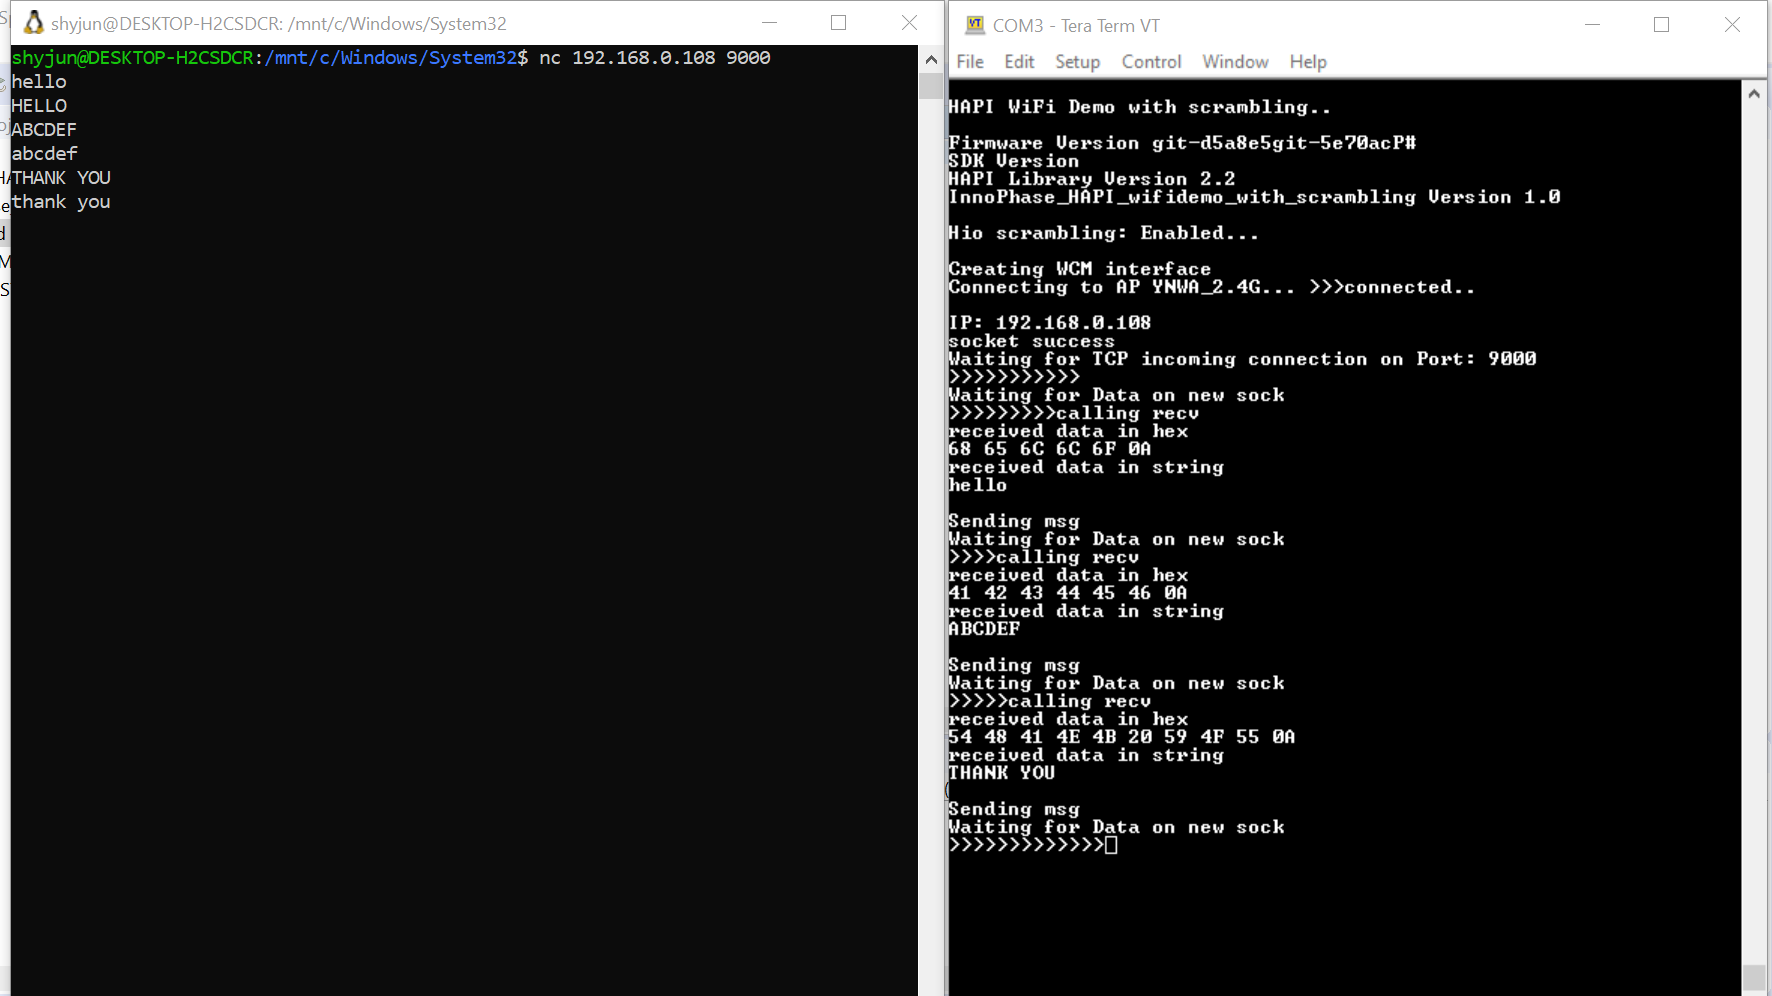 shyjun@DESKTOP-H2CSDCR: /mnt/c/Windows/System32
shyjun@DESKTOP-H2CSDCR:/mnt/c/Windows/System32$ nc 192.168.0.108 9000
hello
HELLO
ABCDEF
abcdef
THANK YOU
thank you
COM3 - Tera Term VT
File Edit Setup Control Window Help
HAPI WiFi Demo with scrambling..
Firmware Version git-d5a8e5git-5e70acP#
SDK Version
HAPI Library Version 2.2
InnoPhase_HAPI_wifidemo_with_scrambling Version 1.0
Hio scrambling: Enabled...
Creating WCM interface
Connecting to AP YNWA_2.4G... >>>connected..
IP: 192.168.0.108
socket success
Waiting for TCP incoming connection on Port: 9000
>>>>>>>>>>>
Waiting for Data on new sock
>>>>>>>>>calling recv
received data in hex
68 65 6C 6C 6F 0A
received data in string
hello
Sending msg
Waiting for Data on new sock
>>>>calling recv
received data in hex
41 42 43 44 45 46 0A
received data in string
ABCDEF
Sending msg
Waiting for Data on new sock
>>>>>calling recv
received data in hex
54 48 41 4E 4B 20 59 4F 55 0A
received data in string
THANK YOU
Sending msg
Waiting for Data on new sock
>>>>>>>>>>>>>